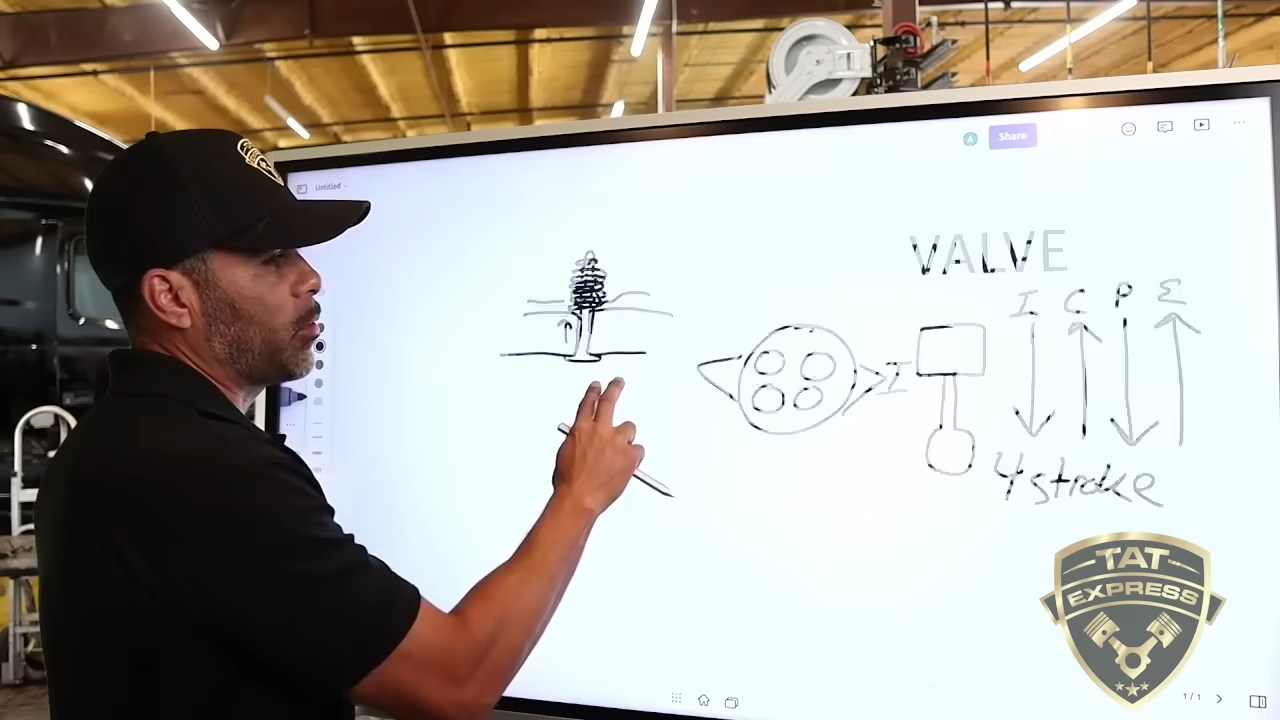 Untitled
A
Share
VALVE
I C P E
I
4 stroke
TAT
EXPRESS
1/1